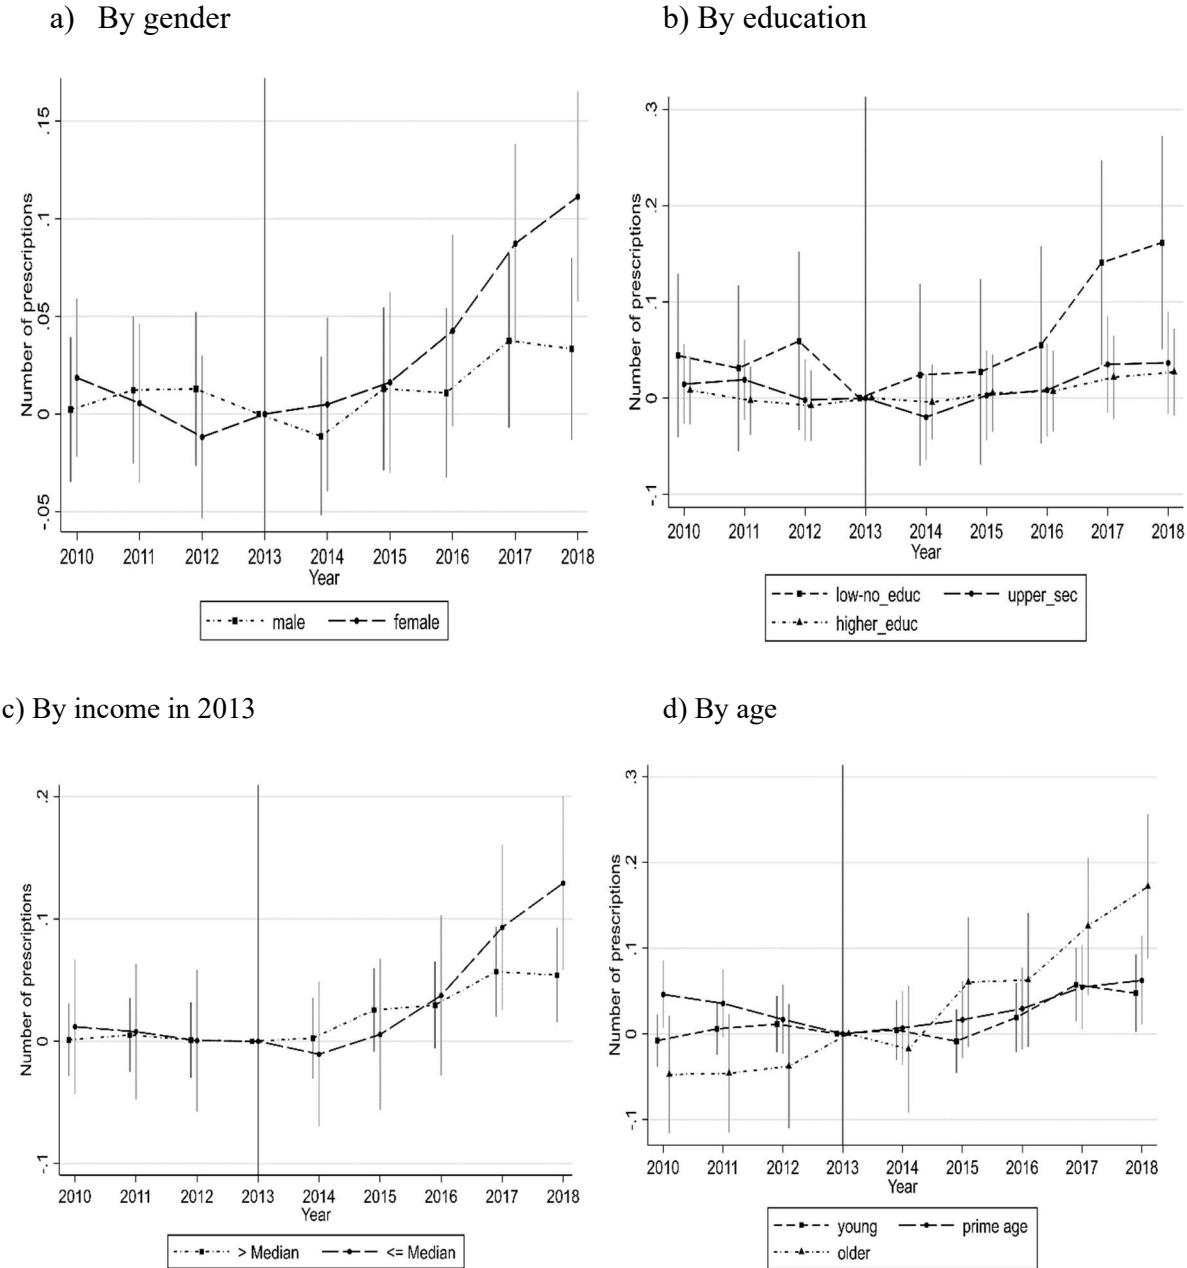 a) By gender
b) By education
Number of prescriptions
.15
.1
.05
0
-.05
2010 2011 2012 2013 2014 2015 2016 2017 2018
Year
male female
Number of prescriptions
.3
.2
.1
0
-.1
2010 2011 2012 2013 2014 2015 2016 2017 2018
Year
low-no_educ upper_sec
higher_educ
c) By income in 2013
d) By age
Number of prescriptions
.2
.1
0
-.1
2010 2011 2012 2013 2014 2015 2016 2017 2018
Year
> Median <= Median
Number of prescriptions
.3
.2
.1
0
-.1
2010 2011 2012 2013 2014 2015 2016 2017 2018
Year
young prime age
older